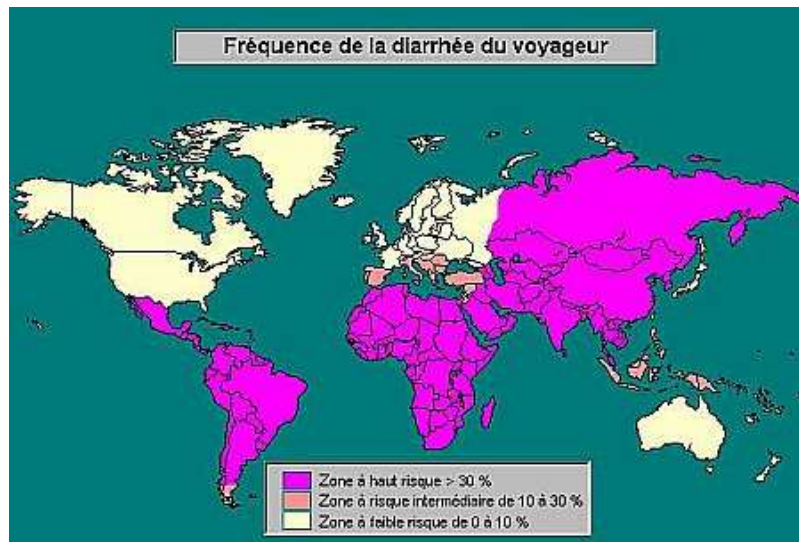 Fréquence de la diarrhée du voyageur
Zone à haut risque > 30 %
Zone à risque intermédiaire de 10 à 30 %
Zone à faible risque de 0 à 10 %